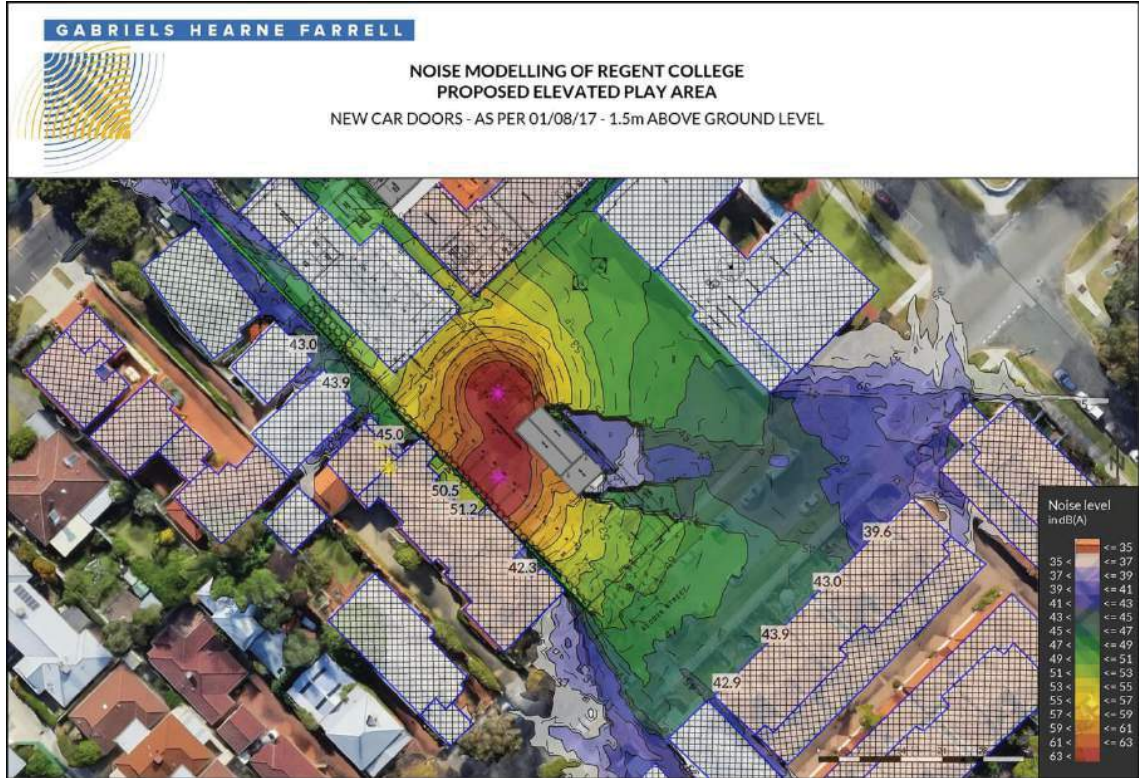 GABRIELS HEARNE FARRELL
NOISE MODELLING OF REGENT COLLEGE
PROPOSED ELEVATED PLAY AREA
NEW CAR DOORS - AS PER 01/08/17 - 1.5m ABOVE GROUND LEVEL
43.0
43.9
45.0
50.5
51.2
42.3
39.6
43.0
43.9
42.9
39
39
37
Noise level
in dB(A)
<= 35
35 < <= 37
37 < <= 39
39 < <= 41
41 < <= 43
43 < <= 45
45 < <= 47
47 < <= 49
49 < <= 51
51 < <= 53
53 < <= 55
55 < <= 57
57 < <= 59
59 < <= 61
61 < <= 63
63 <